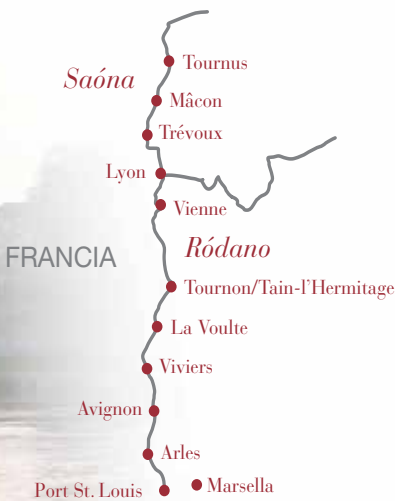 Tournus
Saóna
Mâcon
Trévoux
Lyon
Vienne
FRANCIA
Ródano
Tournon/Tain-l'Hermitage
La Voulte
Viviers
Avignon
Arles
Port St. Louis
Marsella